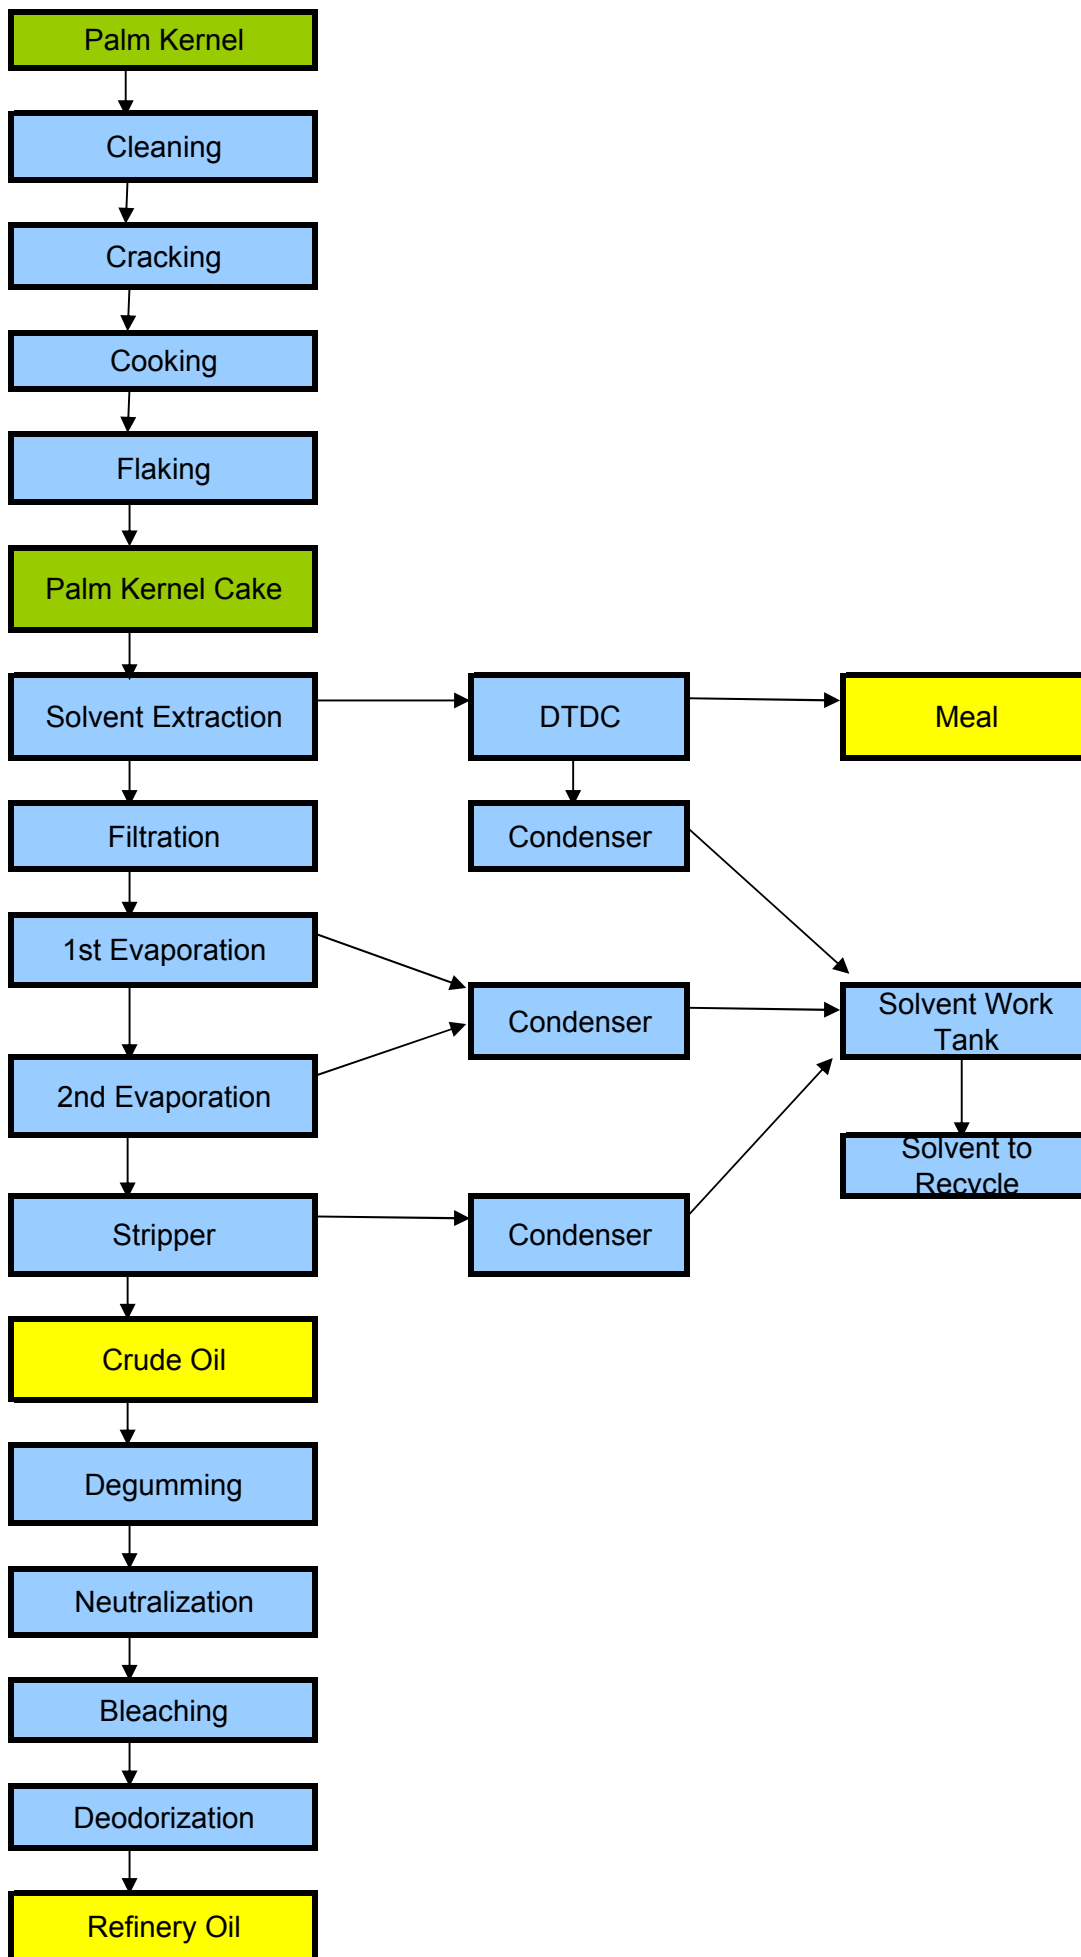 Palm Kernel
Cleaning
Cracking
Cooking
Flaking
Palm Kernel Cake
Solvent Extraction
DTDC
Meal
Filtration
Condenser
1st Evaporation
Condenser
Solvent Work
Tank
2nd Evaporation
Solvent to
Recycle
Stripper
Condenser
Crude Oil
Degumming
Neutralization
Bleaching
Deodorization
Refinery Oil